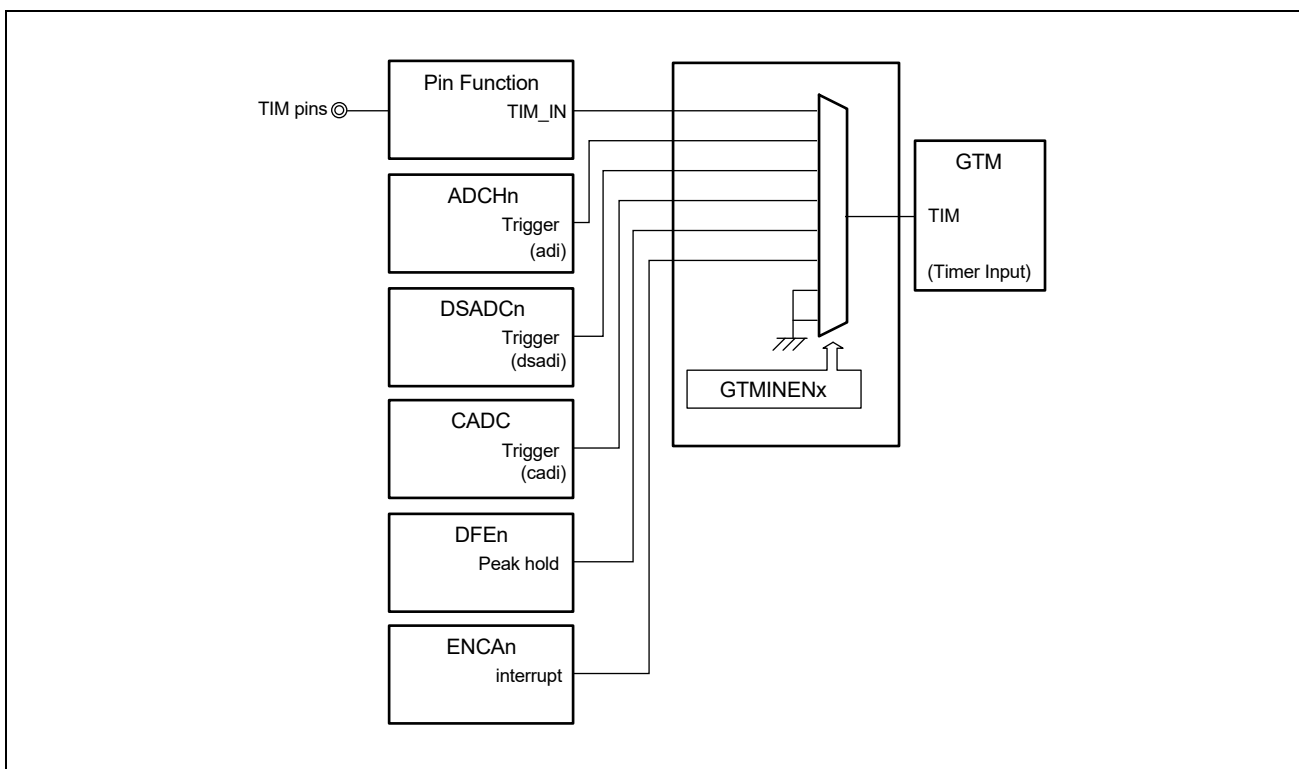 Pin Function
TIM pins
TIM_IN
ADCHn
Trigger
(adi)
DSADCn
Trigger
(dsadi)
CADC
Trigger
(cadi)
DFEn
Peak hold
ENCAn
interrupt
GTMINENx
GTM
TIM
(Timer Input)